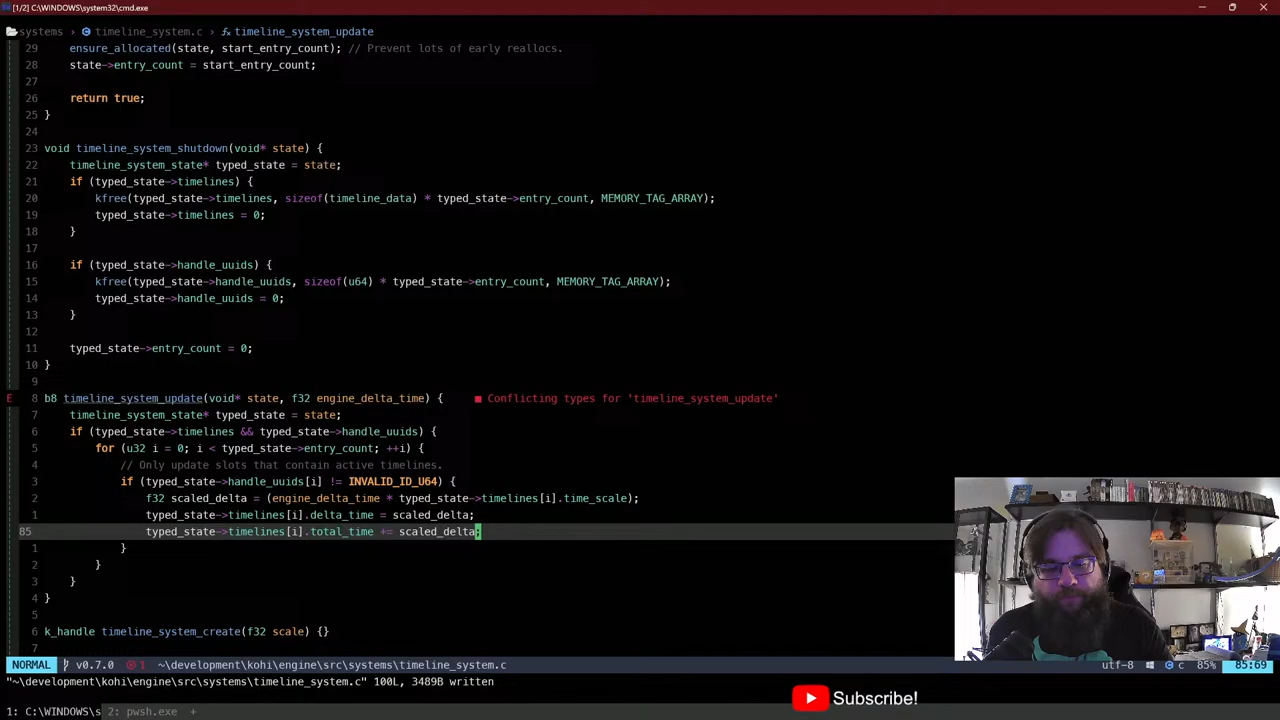 [1/2] C:\WINDOWS\system32\cmd.exe
systems > C timeline_system.c > timeline_system_update
29 ensure_allocated(state, start_entry_count); // Prevent lots of early reallocs.
28 state->entry_count = start_entry_count;
27
26 return true;
25 }
24
23 void timeline_system_shutdown(void* state) {
22 timeline_system_state* typed_state = state;
21 if (typed_state->timelines) {
20 kfree(typed_state->timelines, sizeof(timeline_data) * typed_state->entry_count, MEMORY_TAG_ARRAY);
19 typed_state->timelines = 0;
18 }
17
16 if (typed_state->handle_uuids) {
15 kfree(typed_state->handle_uuids, sizeof(u64) * typed_state->entry_count, MEMORY_TAG_ARRAY);
14 typed_state->handle_uuids = 0;
13 }
12
11 typed_state->entry_count = 0;
10 }
9
E 8 b8 timeline_system_update(void* state, f32 engine_delta_time) { ■ Conflicting types for 'timeline_system_update'
7 timeline_system_state* typed_state = state;
6 if (typed_state->timelines && typed_state->handle_uuids) {
5 for (u32 i = 0; i < typed_state->entry_count; ++i) {
4 // Only update slots that contain active timelines.
3 if (typed_state->handle_uuids[i] != INVALID_ID_U64) {
2 f32 scaled_delta = (engine_delta_time * typed_state->timelines[i].time_scale);
1 typed_state->timelines[i].delta_time = scaled_delta;
85 typed_state->timelines[i].total_time += scaled_delta;
1 }
2 }
3 }
4 }
5
6 k_handle timeline_system_create(f32 scale) {}
7
NORMAL v0.7.0 1 > ~\development\kohi\engine\src\systems\timeline_system.c utf-8 C c 85% 85:69
"~\development\kohi\engine\src\systems\timeline_system.c" 100L, 3489B written
Subscribe!
1: C:\WINDOWS\s 2: pwsh.exe +